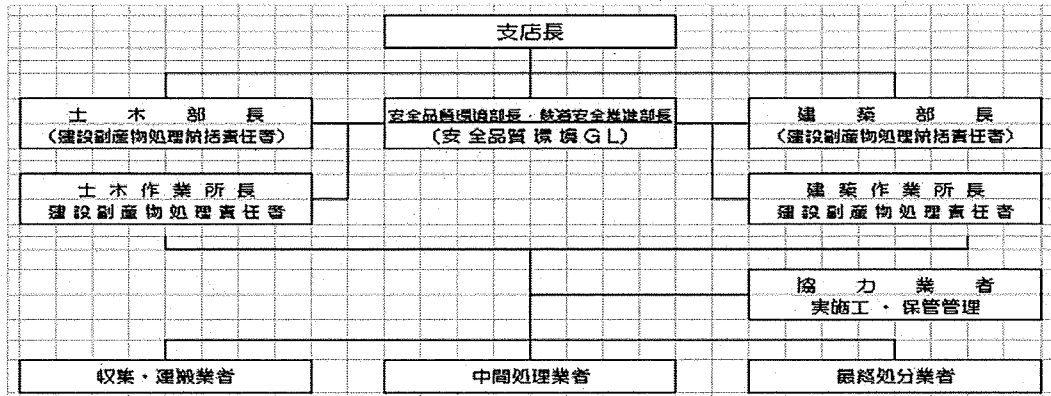 支店長
土木部長
(建設副産物処理統括責任者)
安全品質環境部長・鉄道安全推進部長
(安全品質環境GL)
建築部長
(建設副産物処理統括責任者)
土木作業所長
建設副産物処理責任者
建築作業所長
建設副産物処理責任者
協力業者
実施工・保管管理
収集・運搬業者
中間処理業者
最終処分業者